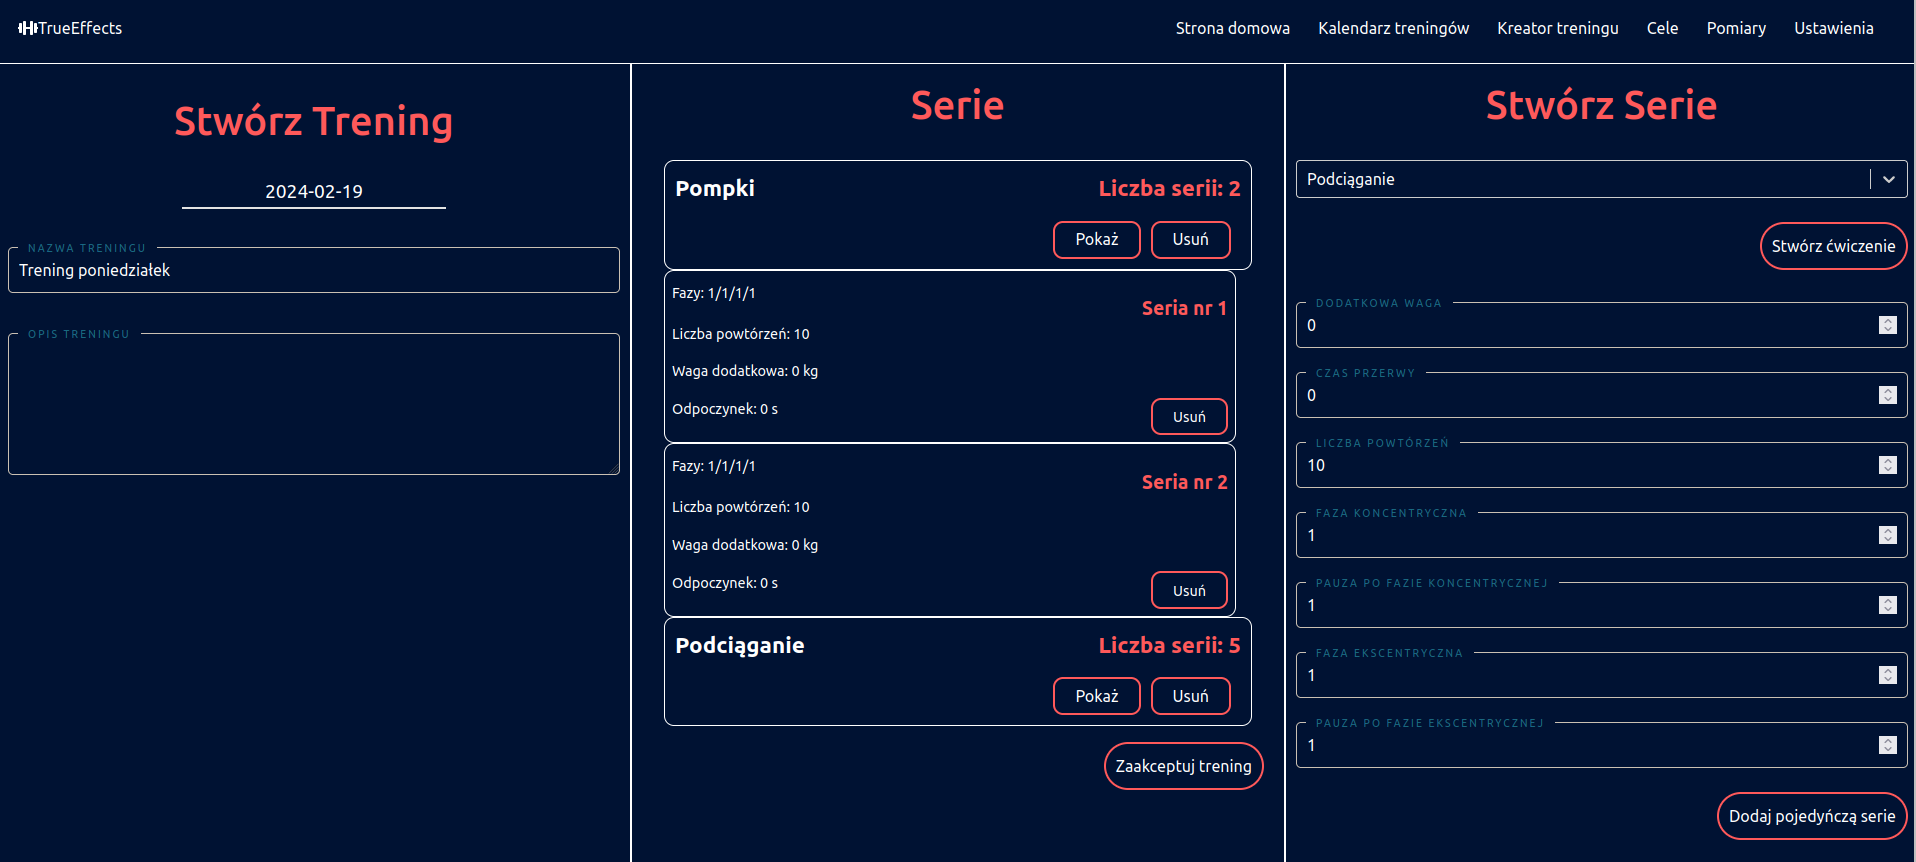 TrueEffects
Strona domowa
Kalendarz treningów
Kreator treningu
Cele
Pomiary
Ustawienia
Stwórz Trening
2024-02-19
NAZWA TRENINGU
Trening poniedziałek
OPIS TRENINGU
Serie
Pompki
Liczba serii: 2
Pokaż
Usuń
Fazy: 1/1/1/1
Seria nr 1
Liczba powtórzeń: 10
Waga dodatkowa: 0 kg
Odpoczynek: 0 s
Usuń
Fazy: 1/1/1/1
Seria nr 2
Liczba powtórzeń: 10
Waga dodatkowa: 0 kg
Odpoczynek: 0 s
Usuń
Podciąganie
Liczba serii: 5
Pokaż
Usuń
Zaakceptuj trening
Stwórz Serie
Podciąganie
Stwórz ćwiczenie
DODATKOWA WAGA
0
CZAS PRZERWY
0
LICZBA POWTÓRZEŃ
10
FAZA KONCENTRYCZNA
1
PAUZA PO FAZIE KONCENTRYCZNEJ
1
FAZA EKSCENTRYCZNA
1
PAUZA PO FAZIE EKSCENTRYCZNEJ
1
Dodaj pojedyńczą serie